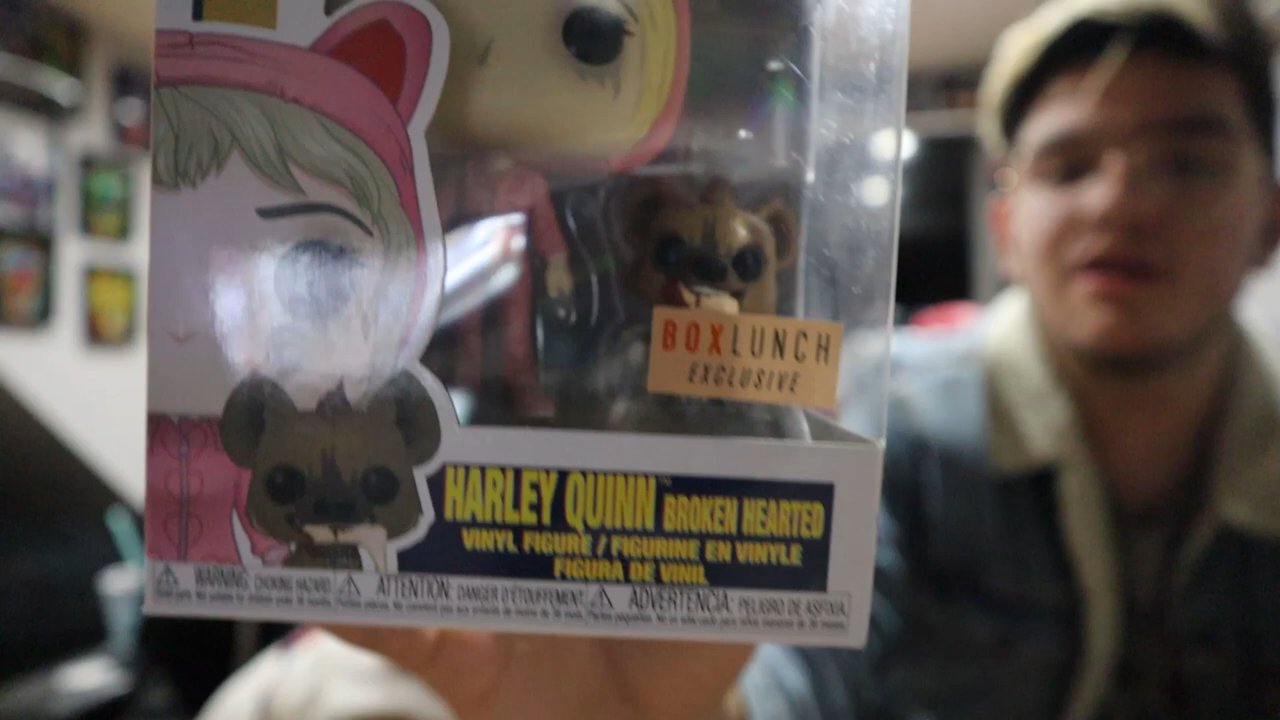 BOXLUNCH
EXCLUSIVE
HARLEY QUINN™ BROKEN HEARTED
VINYL FIGURE / FIGURINE EN VINYLE
FIGURA DE VINIL
WARNING: CHOKING HAZARD ATTENTION: DANGER D'ÉTOUFFEMENT ADVERTENCIA: PELIGRO DE ASFIXIA.